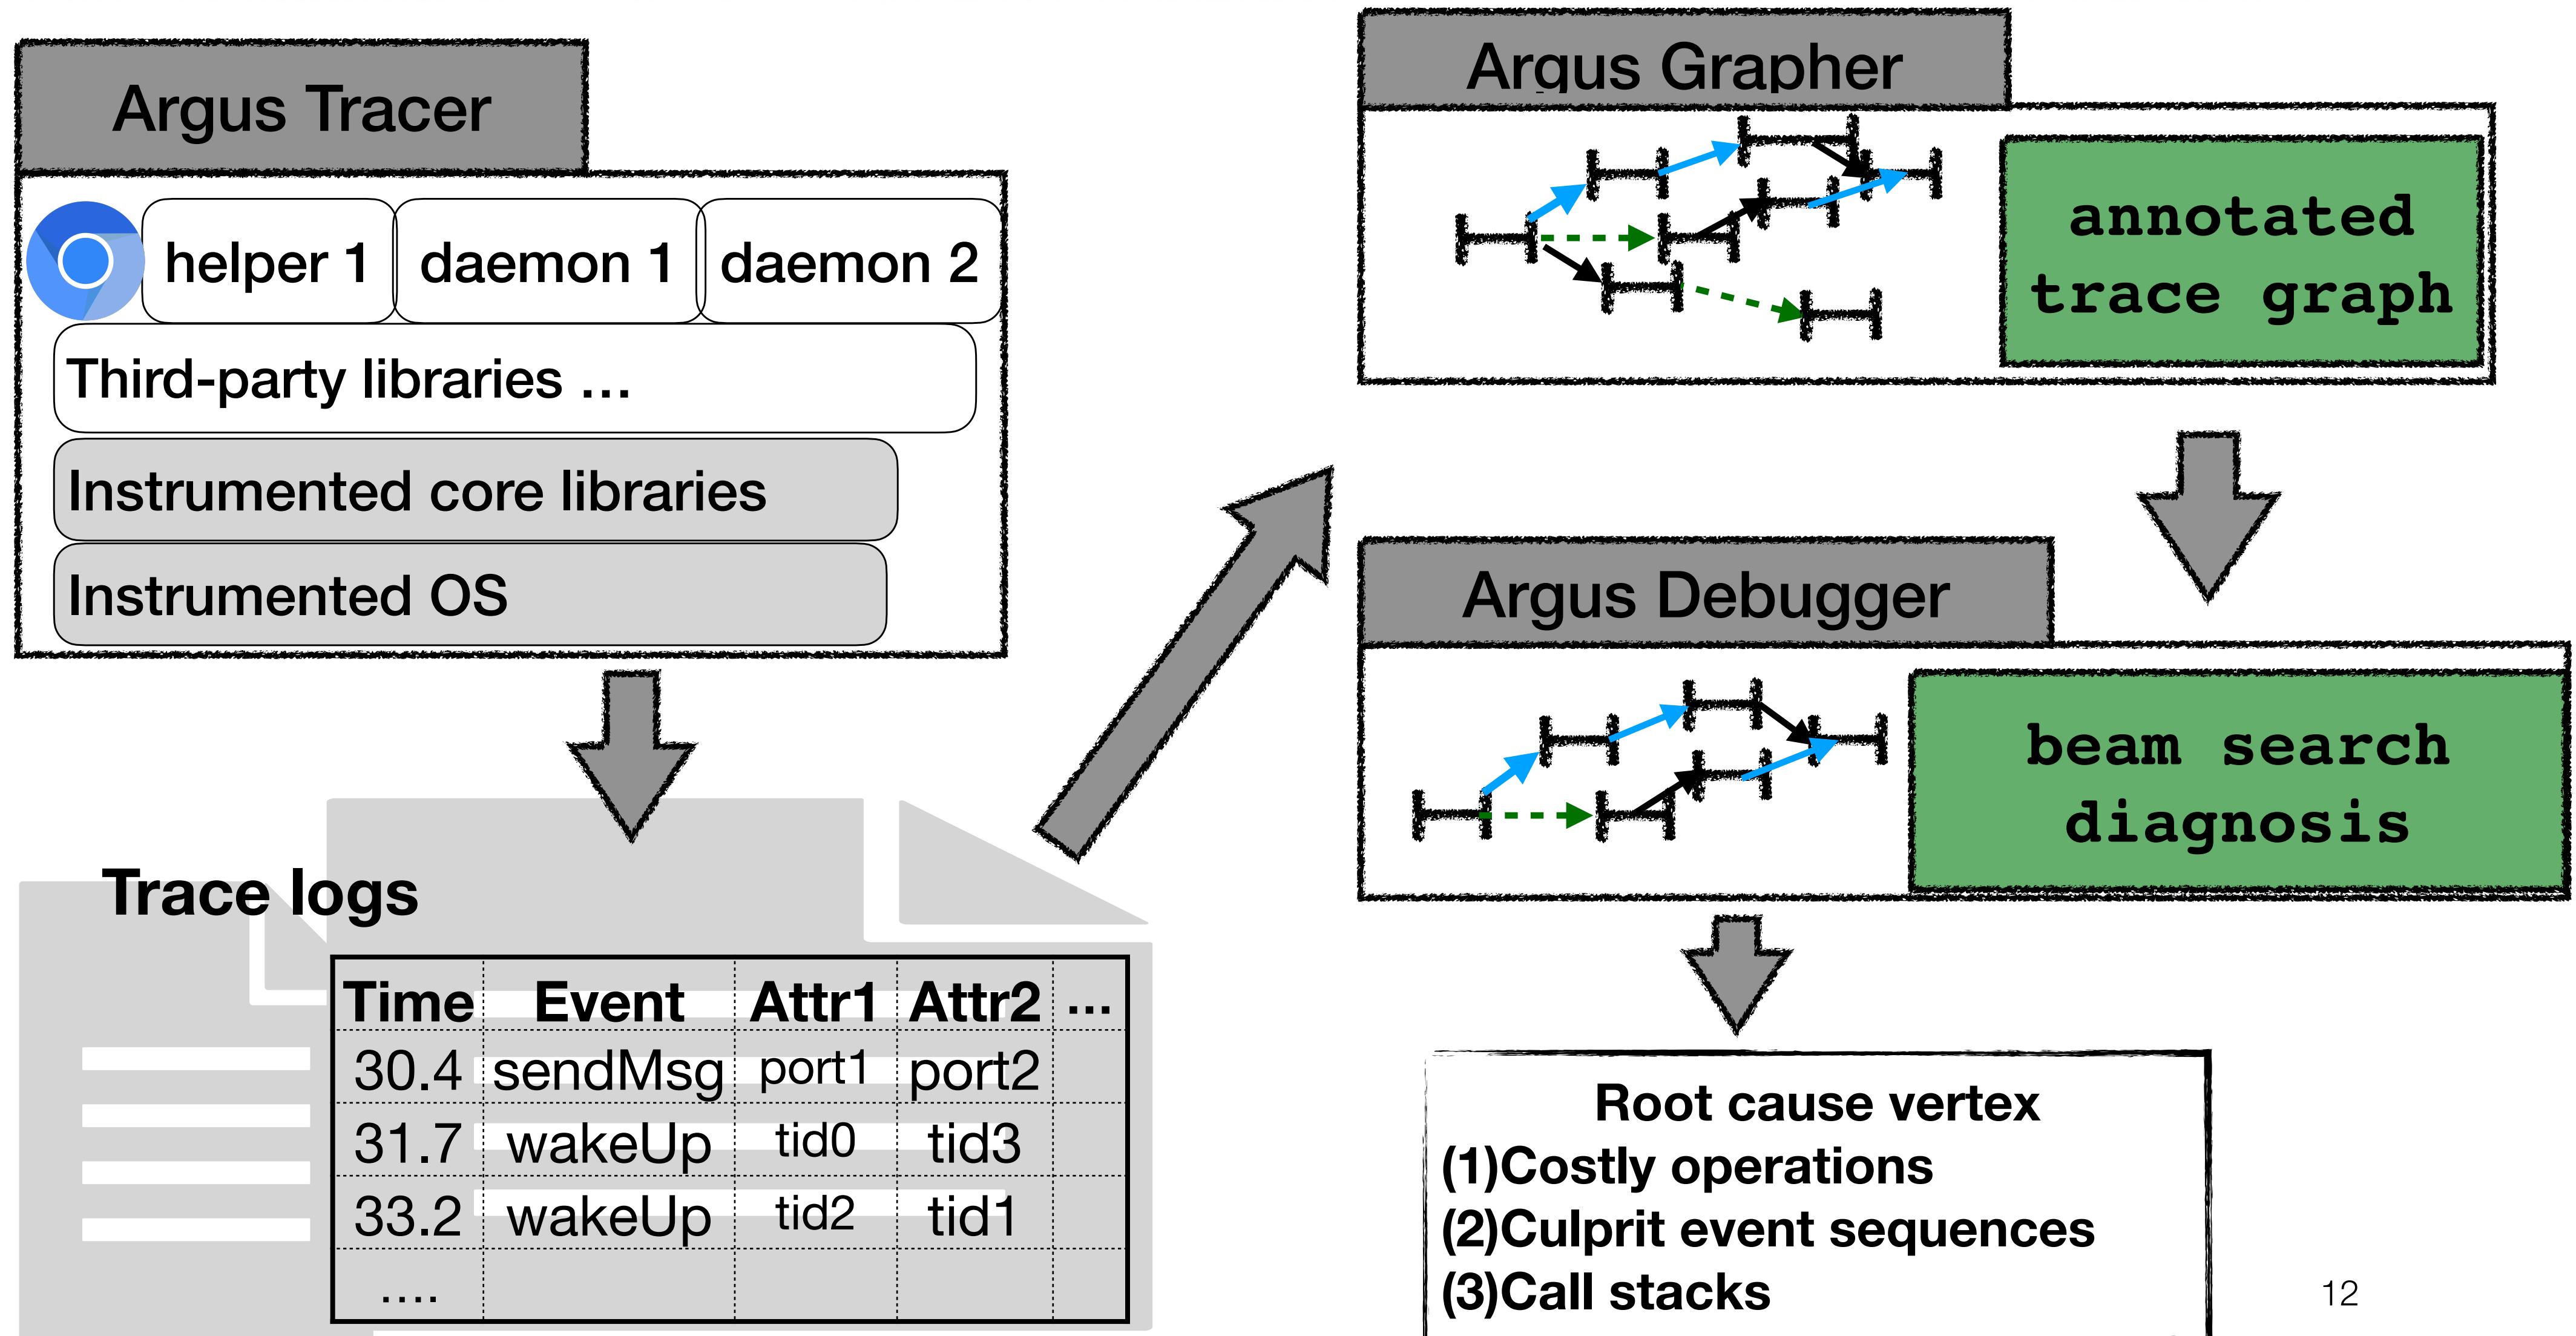 Argus Tracer
helper 1 daemon 1 daemon 2
Third-party libraries ...
Instrumented core libraries
Instrumented OS
Trace logs
Time Event Attr1 Attr2 ...
30.4 sendMsg port1 port2
31.7 wakeUp tid0 tid3
33.2 wakeUp tid2 tid1
....
Argus Grapher
annotated
trace graph
Argus Debugger
beam search
diagnosis
Root cause vertex
(1)Costly operations
(2)Culprit event sequences
(3)Call stacks
12